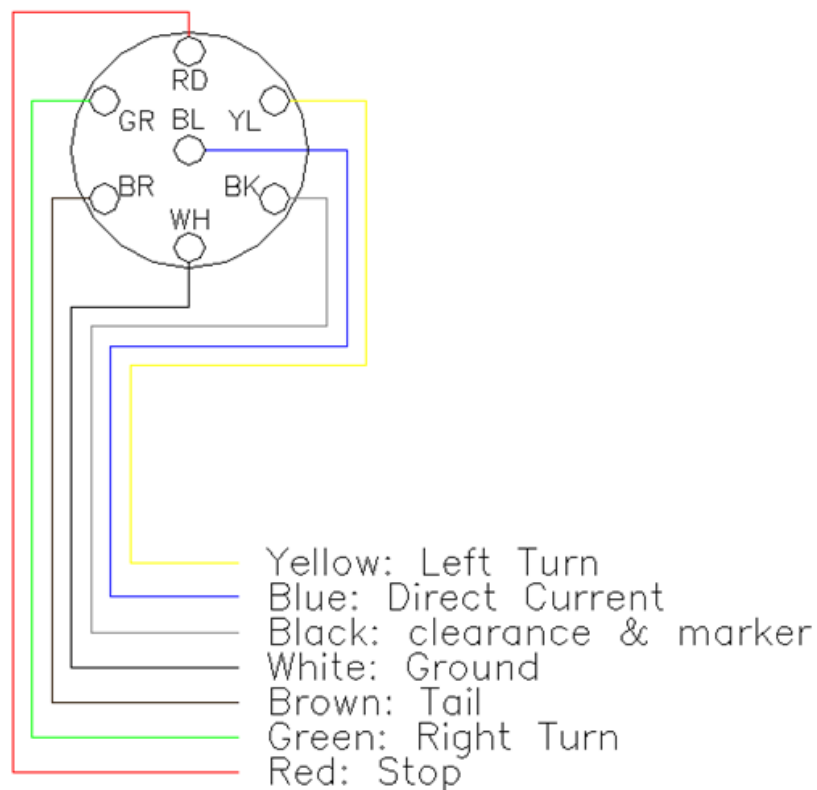 RD
GR BL YL
BR BK
WH
Yellow: Left Turn
Blue: Direct Current
Black: clearance & marker
White: Ground
Brown: Tail
Green: Right Turn
Red: Stop